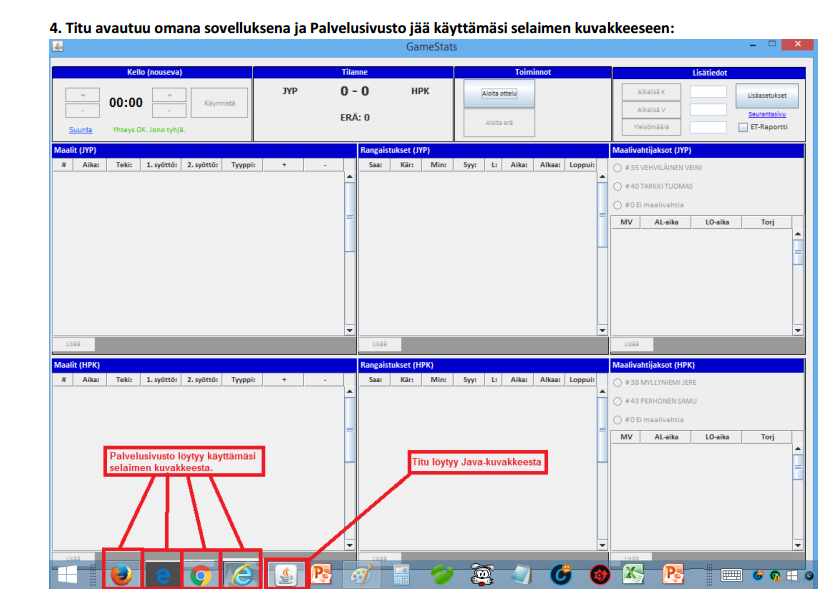 4. Titu avautuu omana sovelluksena ja Palvelusivusto jää käyttämäsi selaimen kuvakkeeseen:
GameStats
Kello (nouseva)
+ +
00:00 Käynnistä
- -
Suunta Yhteys OK. Jono tyhjä.
Tilanne
JYP 0 - 0 HPK
ERÄ: 0
Toiminnot
Aloita ottelu
Aloita erä
Lisätiedot
Aikalisä K Lisäasetukset
Aikalisä V Seurantasivu
Yleisömäärä ET-Raportti
Maalit (JYP)
# Aika: Teki: 1. syöttö: 2. syöttö: Tyyppi: + -
Lisää
Rangaistukset (JYP)
Saa: Kär: Min: Syy: L: Aika: Alkaa: Loppui:
Lisää
Maalivahtijaksot (JYP)
#35 VEHVILÄINEN VEINI
#40 TARKKI TUOMAS
#0 Ei maalivahtia
MV AL-aika LO-aika Torj
Lisää
Maalit (HPK)
# Aika: Teki: 1. syöttö: 2. syöttö: Tyyppi: + -
Palvelusivusto löytyy käyttämäsi
selaimen kuvakkeesta.
Lisää
Rangaistukset (HPK)
Saa: Kär: Min: Syy: L: Aika: Alkaa: Loppui:
Titu löytyy Java-kuvakkeesta
Lisää
Maalivahtijaksot (HPK)
#38 MYLLYNIEMI JERE
#43 PERHONEN SAMU
#0 Ei maalivahtia
MV AL-aika LO-aika Torj
Lisää